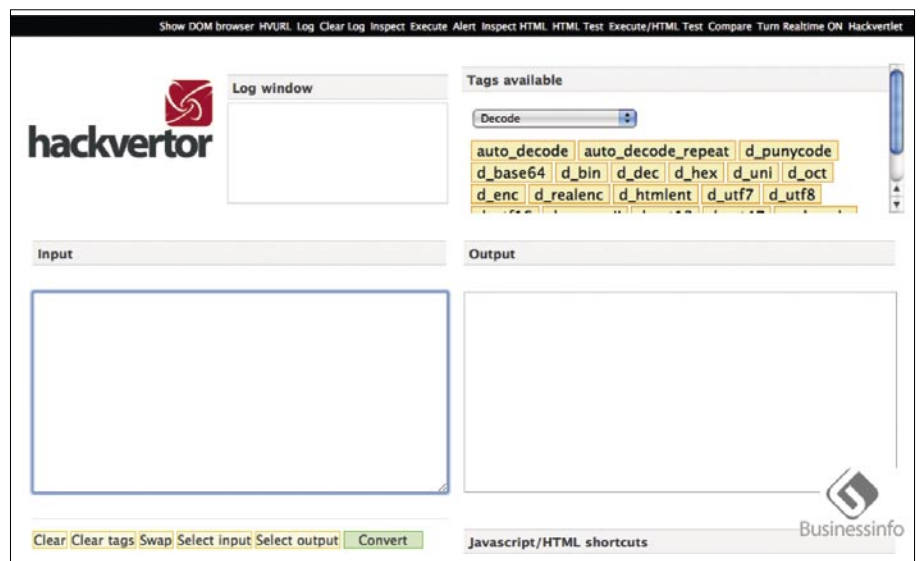 Show DOM browser HVURL Log Clear Log Inspect Execute Alert Inspect HTML HTML Test Execute/HTML Test Compare Turn Realtime ON Hackvertlet
hackvertor
Log window
Tags available
Decode
auto_decode auto_decode_repeat d_punycode
d_base64 d_bin d_dec d_hex d_uni d_oct
d_enc d_realenc d_htmlent d_utf7 d_utf8
Input
Output
Clear Clear tags Swap Select input Select output Convert
Javascript/HTML shortcuts
Businessinfo